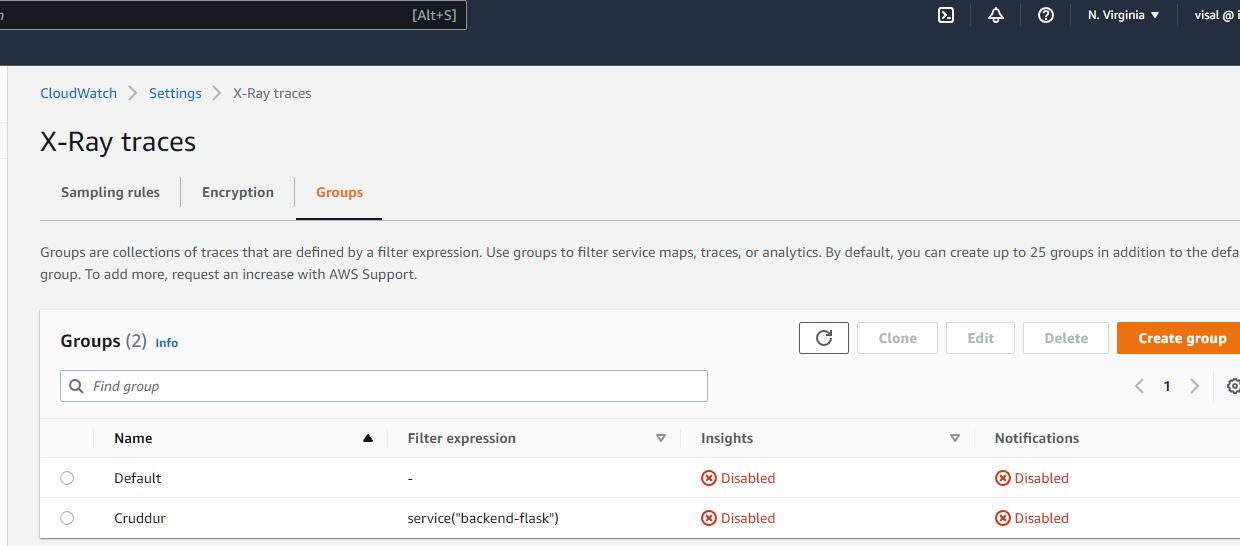 [Alt+S]
N. Virginia
visal @
CloudWatch
Settings
X-Ray traces
X-Ray traces
Sampling rules
Encryption
Groups
Groups are collections of traces that are defined by a filter expression. Use groups to filter service maps, traces, or analytics. By default, you can create up to 25 groups in addition to the defa
group. To add more, request an increase with AWS Support.
Groups (2) Info
Clone
Edit
Delete
Create group
Find group
1
Name Filter expression Insights Notifications
Default - Disabled Disabled
Cruddur service("backend-flask") Disabled Disabled